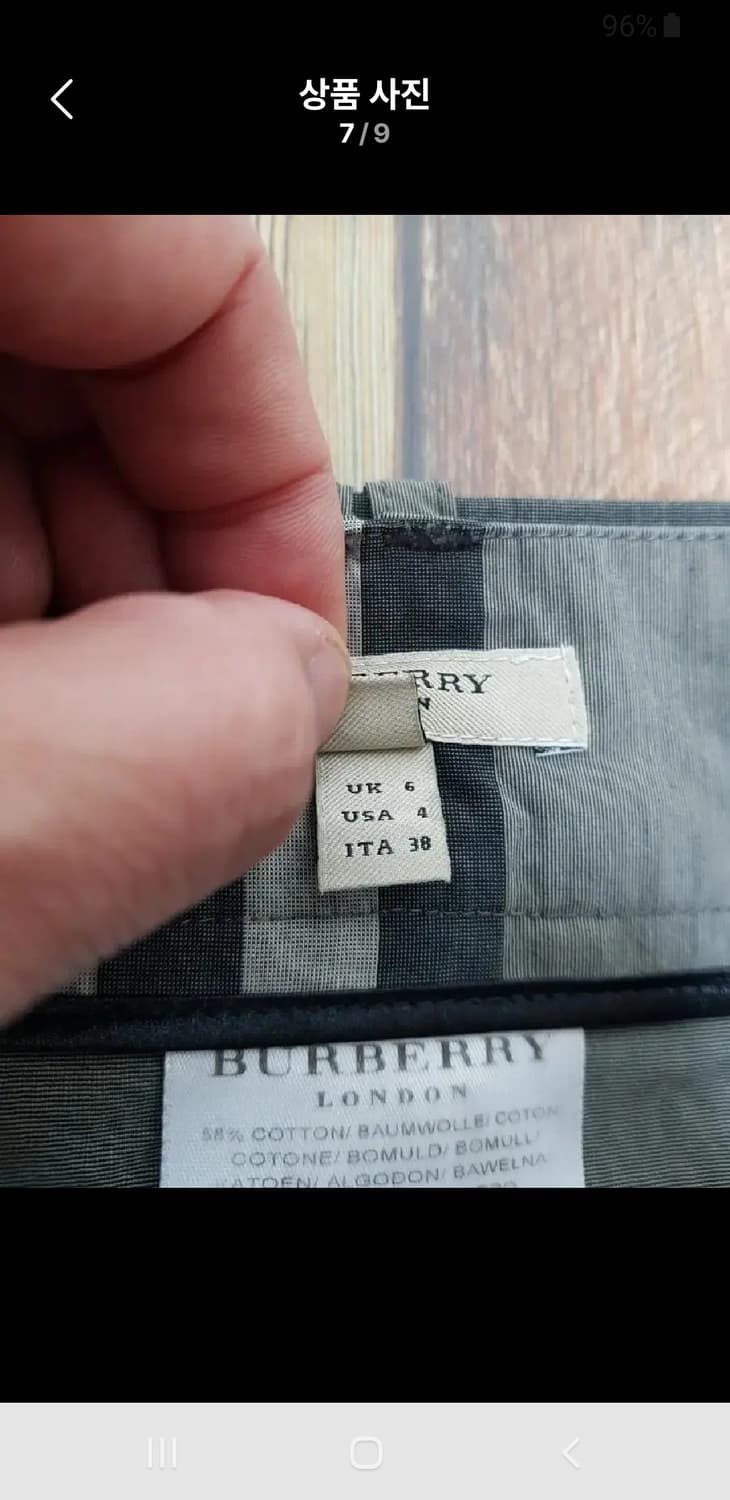 96%
상품 사진
7/9
RRY
N
UK 6
USA 4
ITA 38
BURBERRY
LONDON
58% COTTON/ BAUMWOLLE/ COTON
COTONE/ BOMULD/ BOMULL/
KATOEN/ ALGODON/ BAWELNA